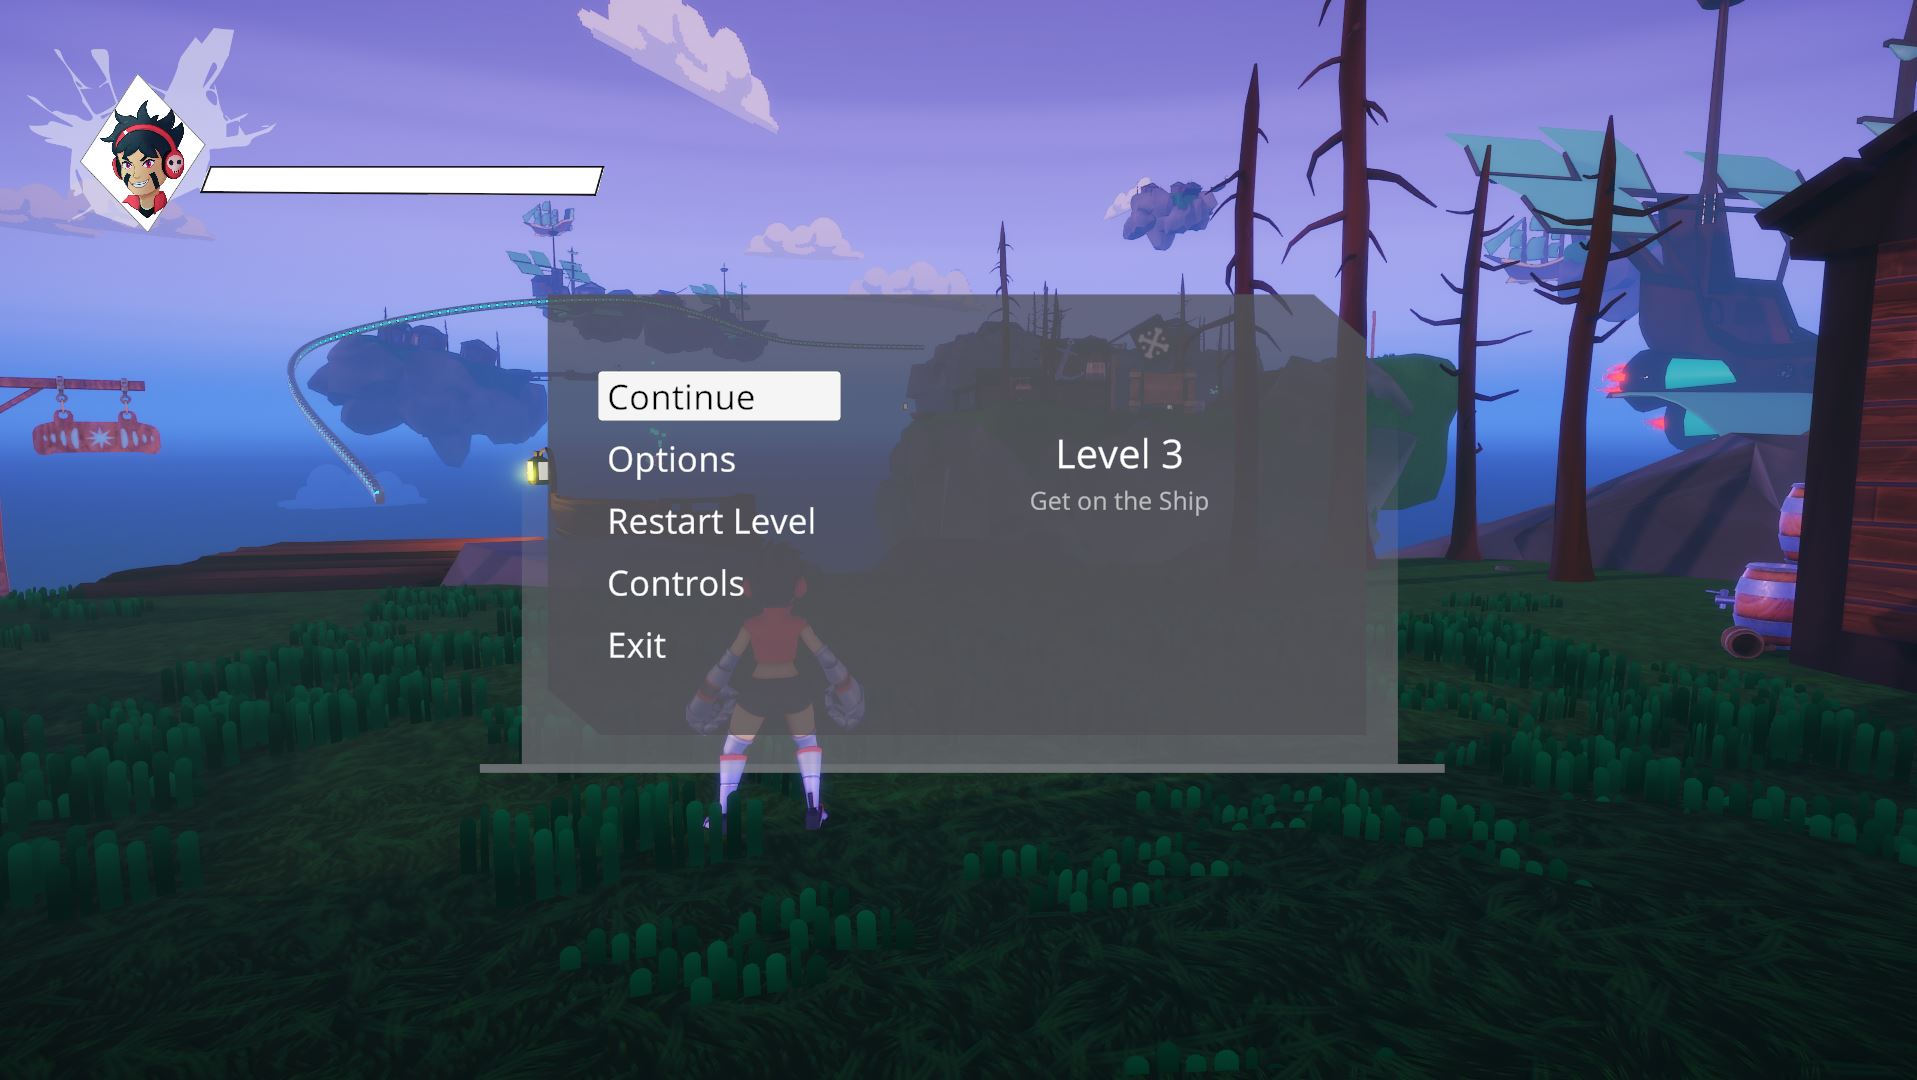 Continue
Options
Restart Level
Controls
Exit
Level 3
Get on the Ship